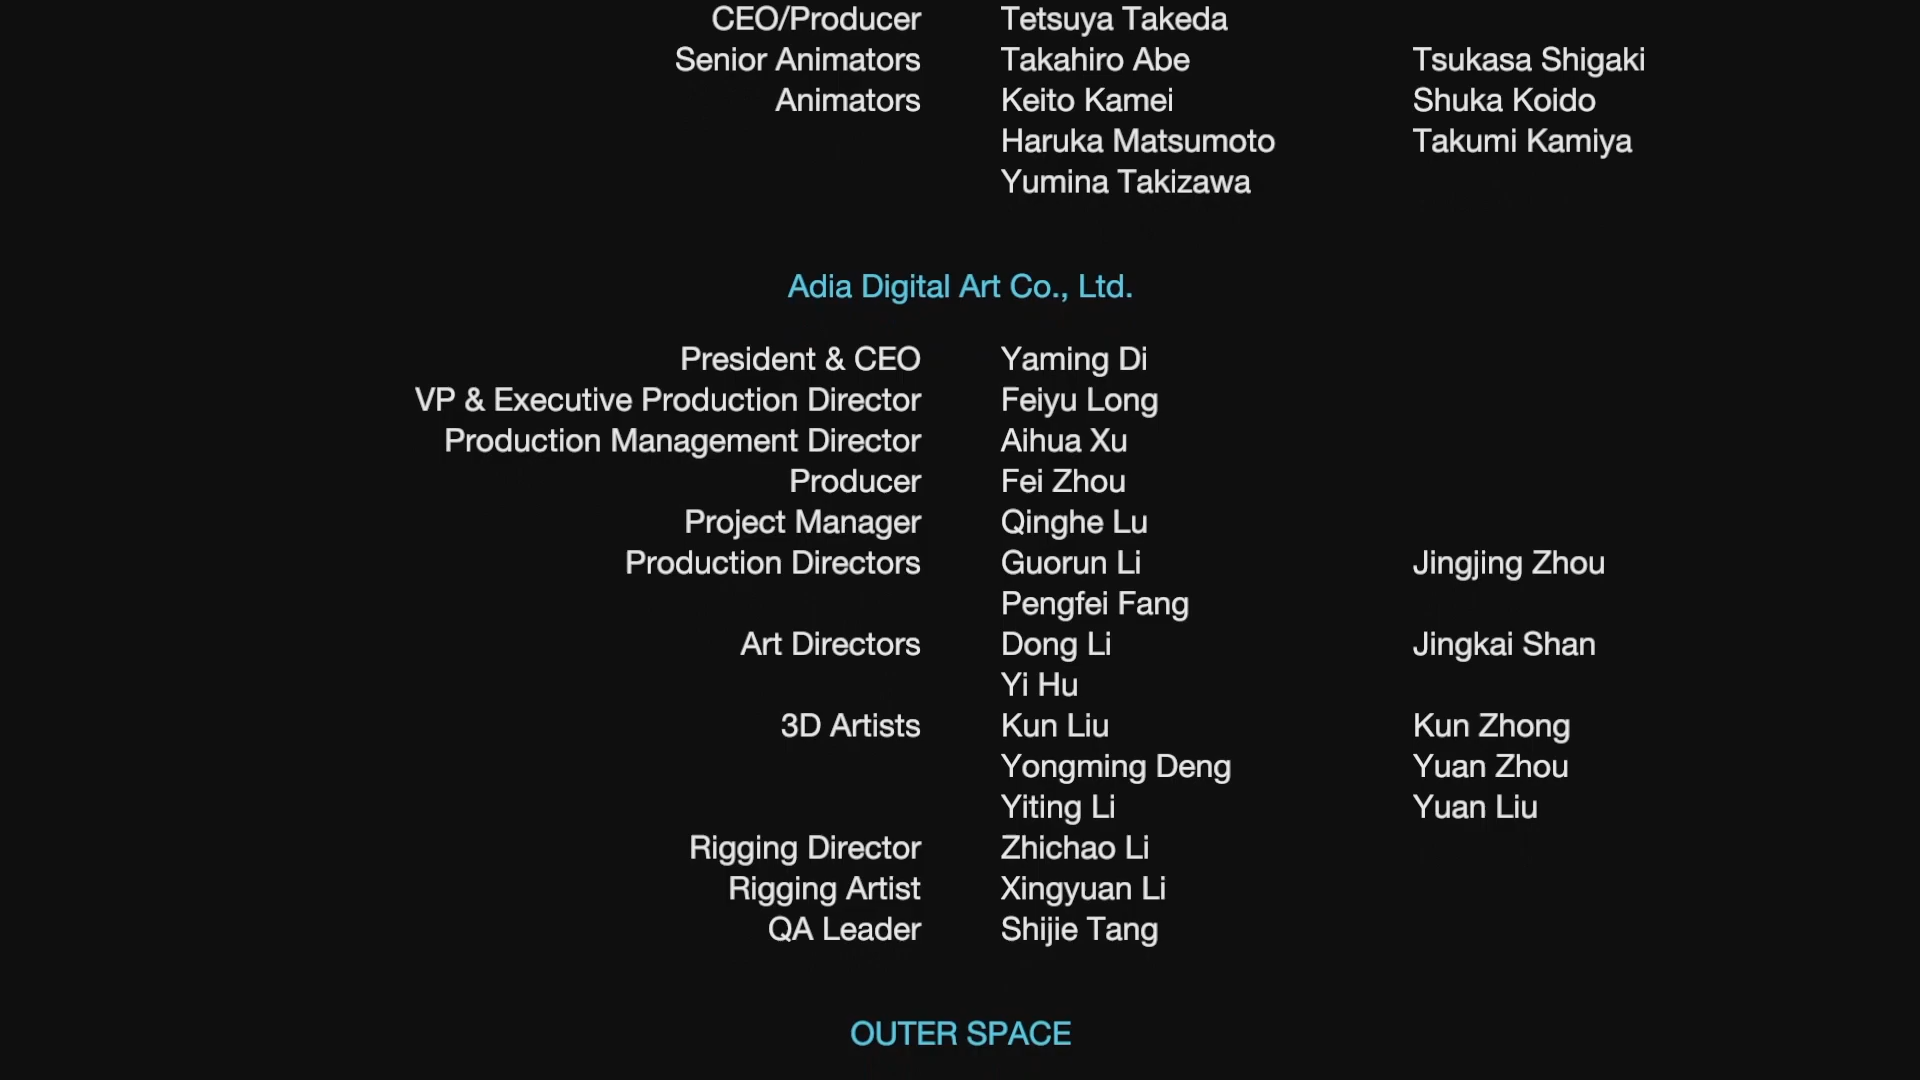 CEO/Producer Tetsuya Takeda
Senior Animators Takahiro Abe Tsukasa Shigaki
Animators Keito Kamei Shuka Koido
Haruka Matsumoto Takumi Kamiya
Yumina Takizawa
Adia Digital Art Co., Ltd.
President & CEO Yaming Di
VP & Executive Production Director Feiyu Long
Production Management Director Aihua Xu
Producer Fei Zhou
Project Manager Qinghe Lu
Production Directors Guorun Li Jingjing Zhou
Pengfei Fang
Art Directors Dong Li Jingkai Shan
Yi Hu
3D Artists Kun Liu Kun Zhong
Yongming Deng Yuan Zhou
Yiting Li Yuan Liu
Rigging Director Zhichao Li
Rigging Artist Xingyuan Li
QA Leader Shijie Tang
OUTER SPACE